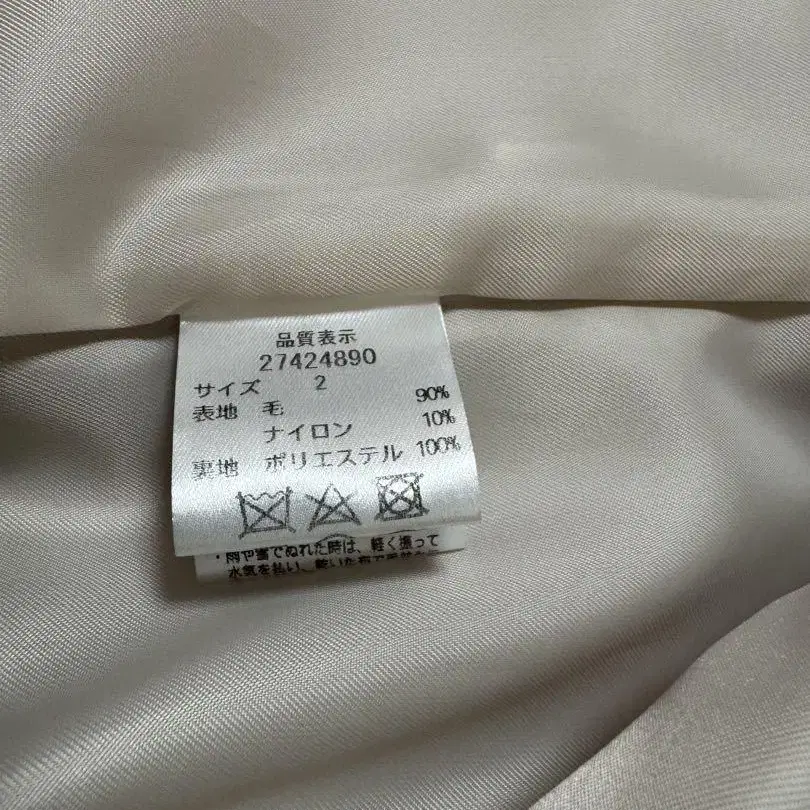 品質表示
27424890
サイズ 2
表地 毛 90%
ナイロン 10%
裏地 ポリエステル 100%
・雨や雪でぬれた時は、軽く振って
水気を払い、乾いた布で